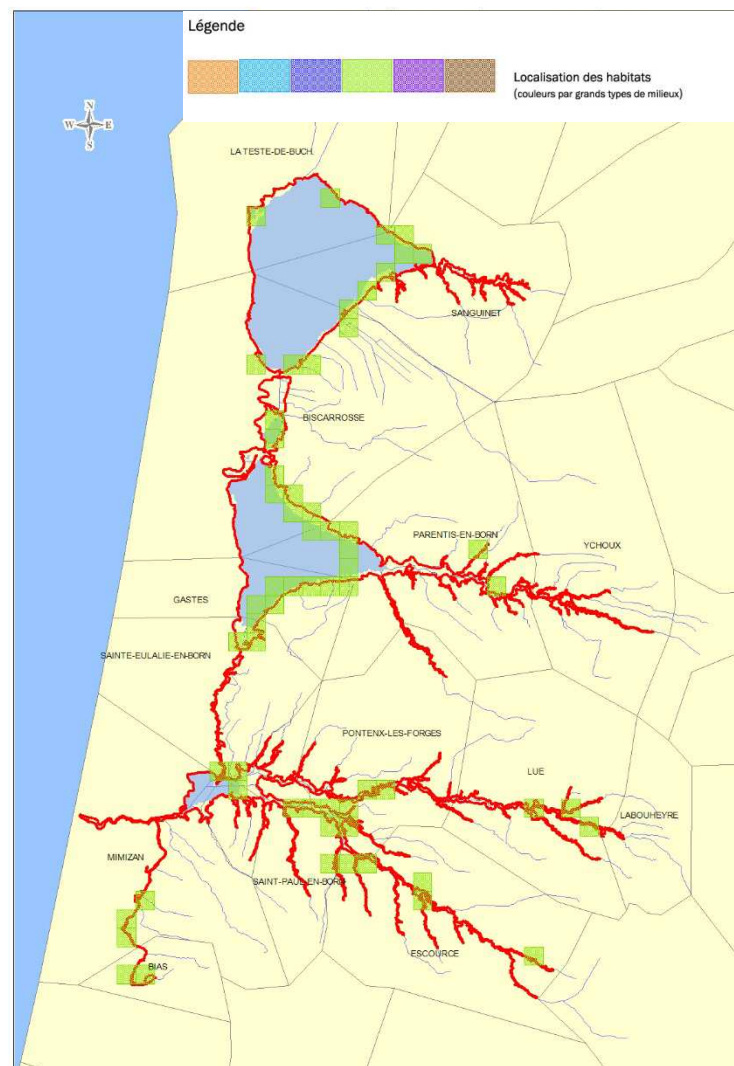 Légende
Localisation des habitats
(couleurs par grands types de milieux)
N
W E
S
LA TESTE-DE-BUCH
SANGUINET
BISCARROSSE
PARENTIS-EN-BORN
YCHOUX
GASTES
SAINTE-EULALIE-EN-BORN
PONTENX-LES-FORGES
LUE
LABOUHEYRE
MIMIZAN
SAINT-PAUL-EN-BORN
ESCOURCE
BIAS